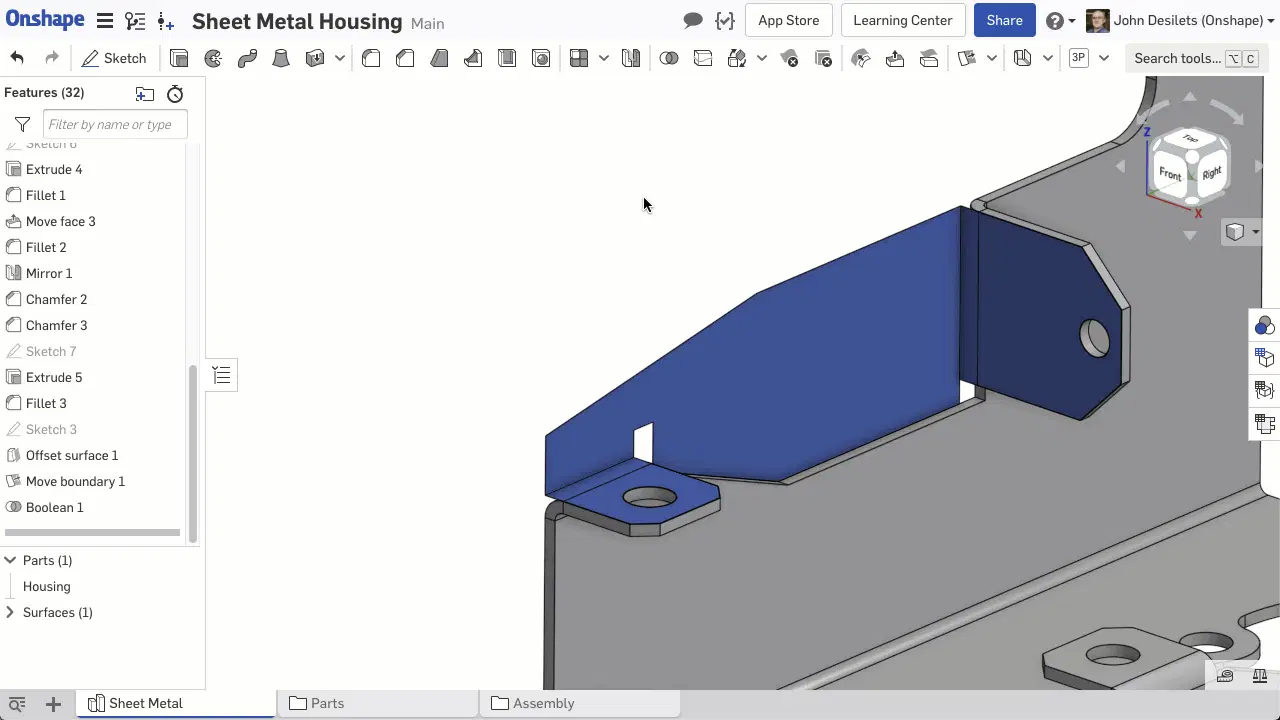 Onshape Sheet Metal Housing Main App Store Learning Center Share John Desilets (Onshape)
Sketch 3P Search tools... ⌥ C
Features (32)
Filter by name or type
Sketch 6
Extrude 4
Fillet 1
Move face 3
Fillet 2
Mirror 1
Chamfer 2
Chamfer 3
Sketch 7
Extrude 5
Fillet 3
Sketch 3
Offset surface 1
Move boundary 1
Boolean 1
Parts (1)
Housing
Surfaces (1)
Z
Top
Front Right
X
Sheet Metal Parts Assembly